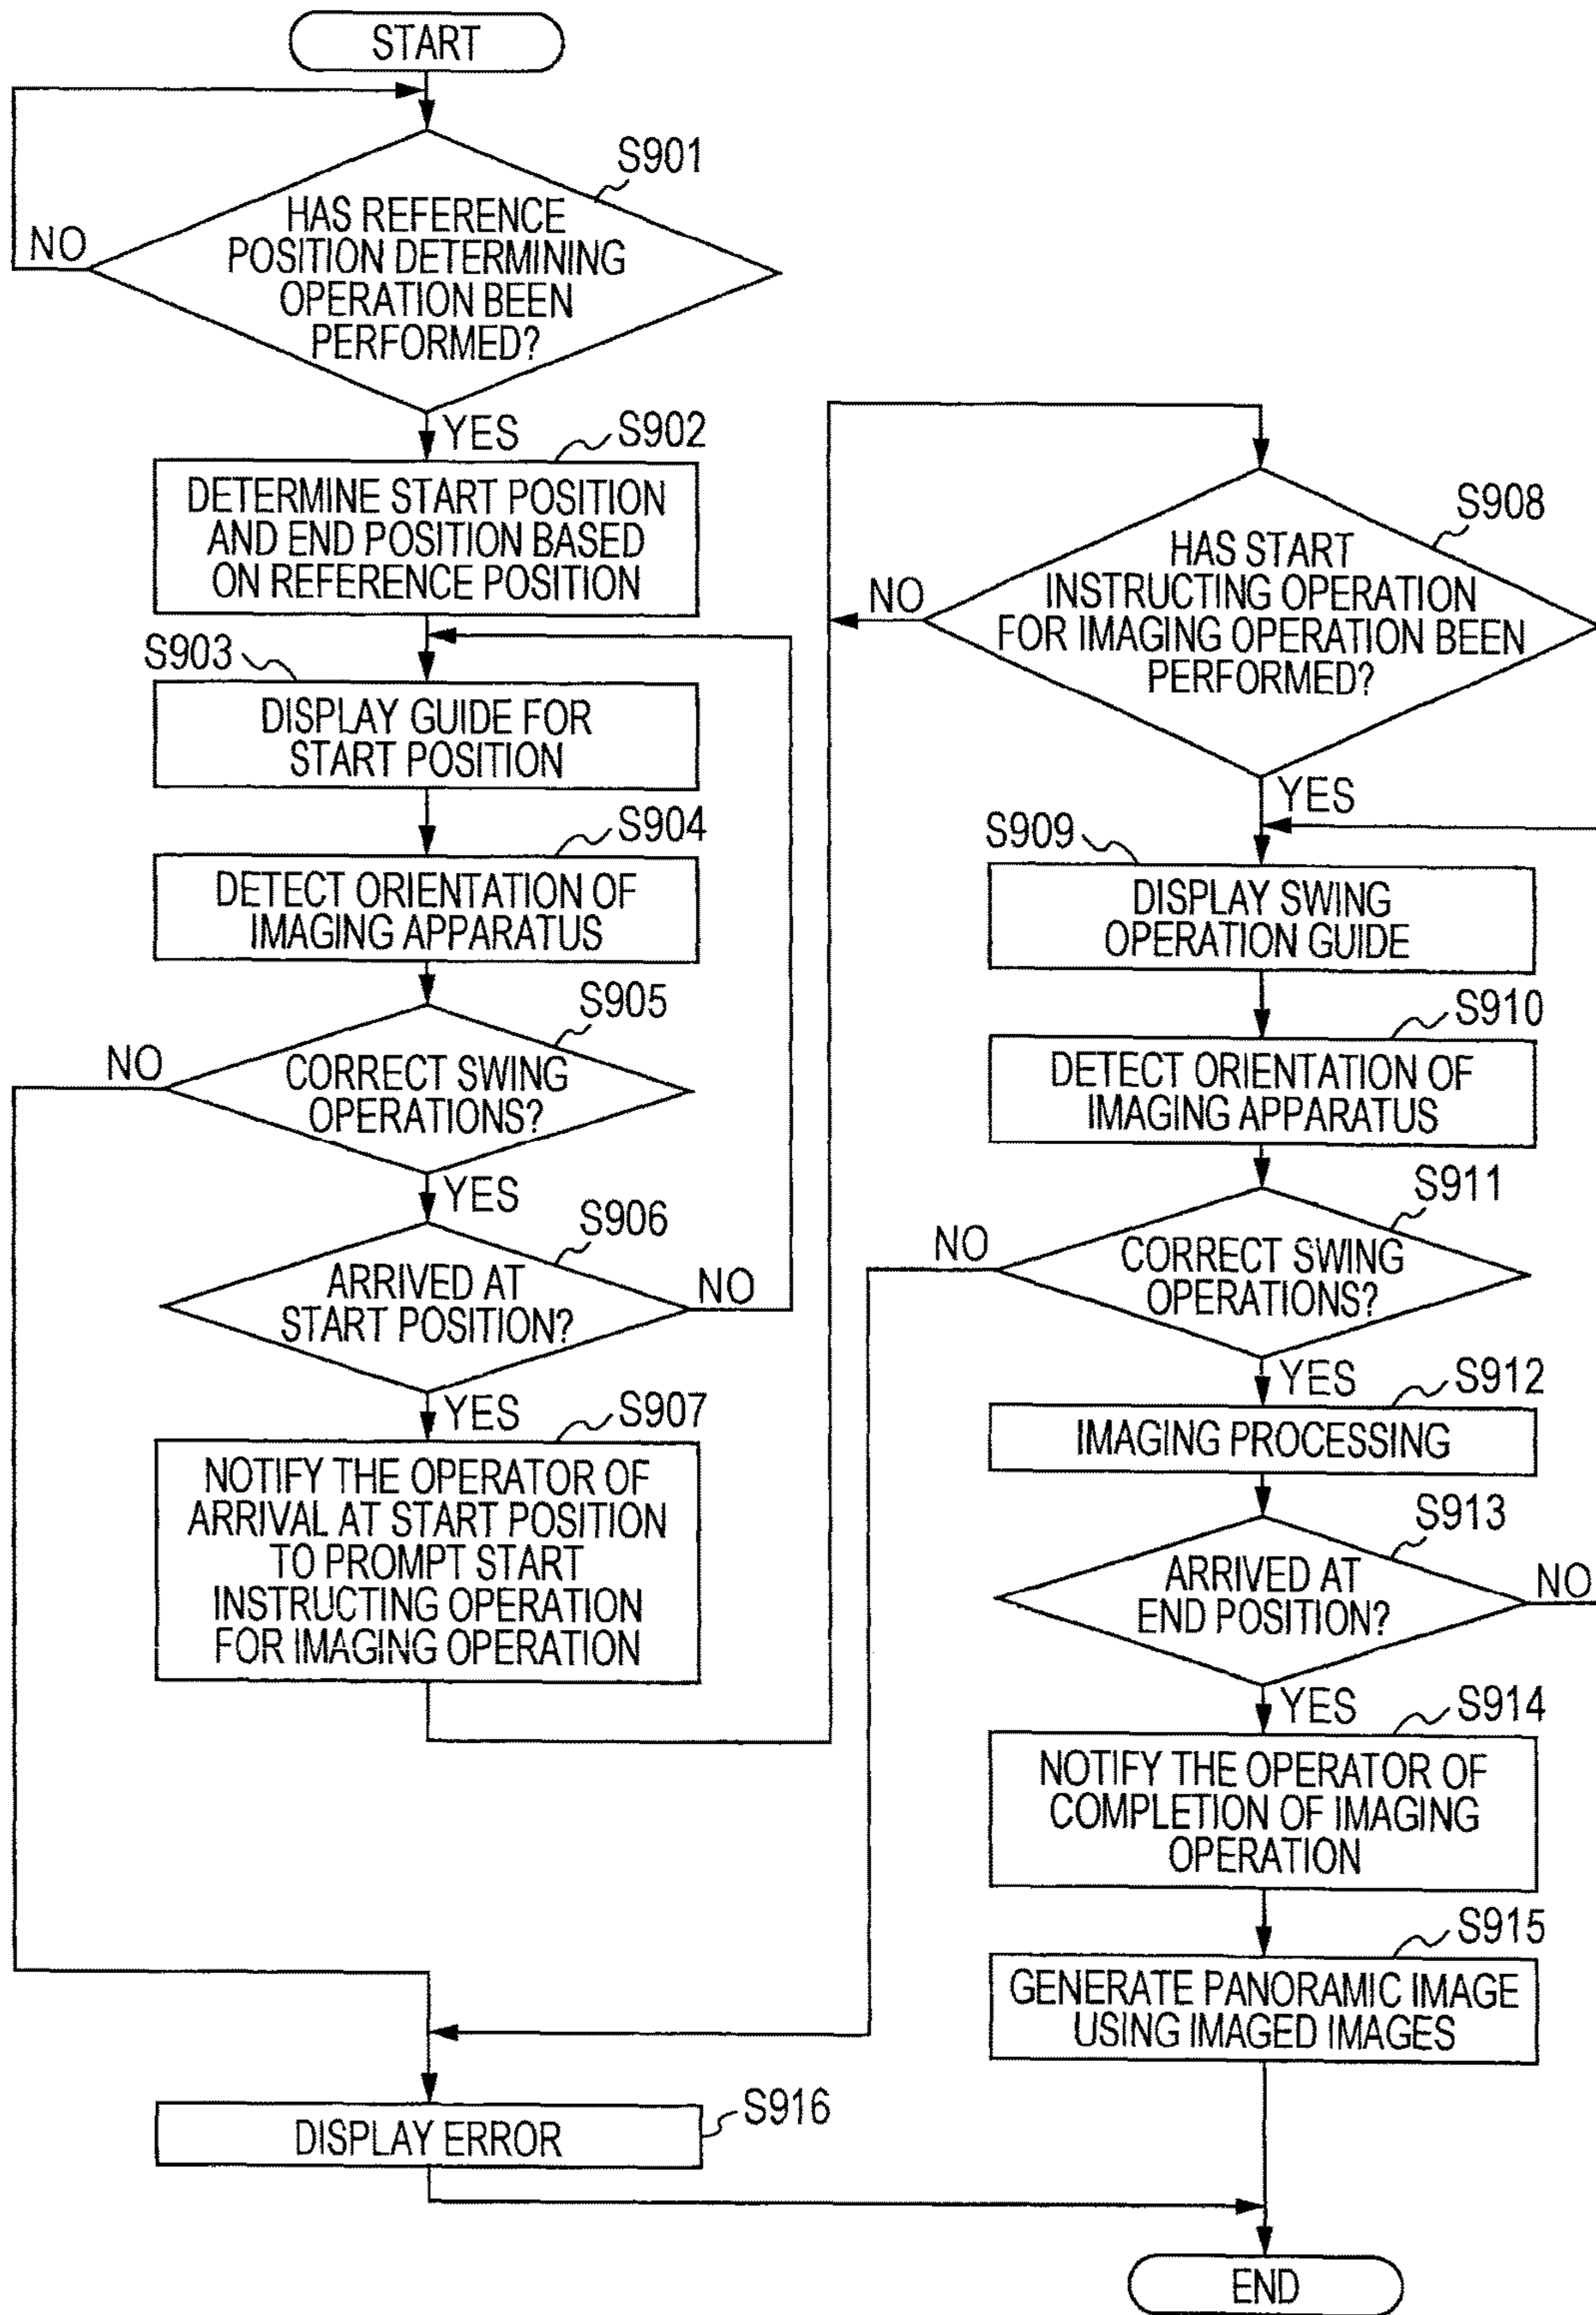 START
S901
HAS REFERENCE
POSITION DETERMINING
OPERATION BEEN
PERFORMED?
NO
YES
S902
DETERMINE START POSITION
AND END POSITION BASED
ON REFERENCE POSITION
S903
DISPLAY GUIDE FOR
START POSITION
S904
DETECT ORIENTATION OF
IMAGING APPARATUS
S905
NO
CORRECT SWING
OPERATIONS?
YES
S906
ARRIVED AT
START POSITION?
NO
YES
S907
NOTIFY THE OPERATOR OF
ARRIVAL AT START POSITION
TO PROMPT START
INSTRUCTING OPERATION
FOR IMAGING OPERATION
S908
HAS START
INSTRUCTING OPERATION
FOR IMAGING OPERATION BEEN
PERFORMED?
NO
YES
S909
DISPLAY SWING
OPERATION GUIDE
S910
DETECT ORIENTATION OF
IMAGING APPARATUS
S911
NO
CORRECT SWING
OPERATIONS?
YES
S912
IMAGING PROCESSING
S913
ARRIVED AT
END POSITION?
NO
YES
S914
NOTIFY THE OPERATOR OF
COMPLETION OF IMAGING
OPERATION
S915
GENERATE PANORAMIC IMAGE
USING IMAGED IMAGES
S916
DISPLAY ERROR
END